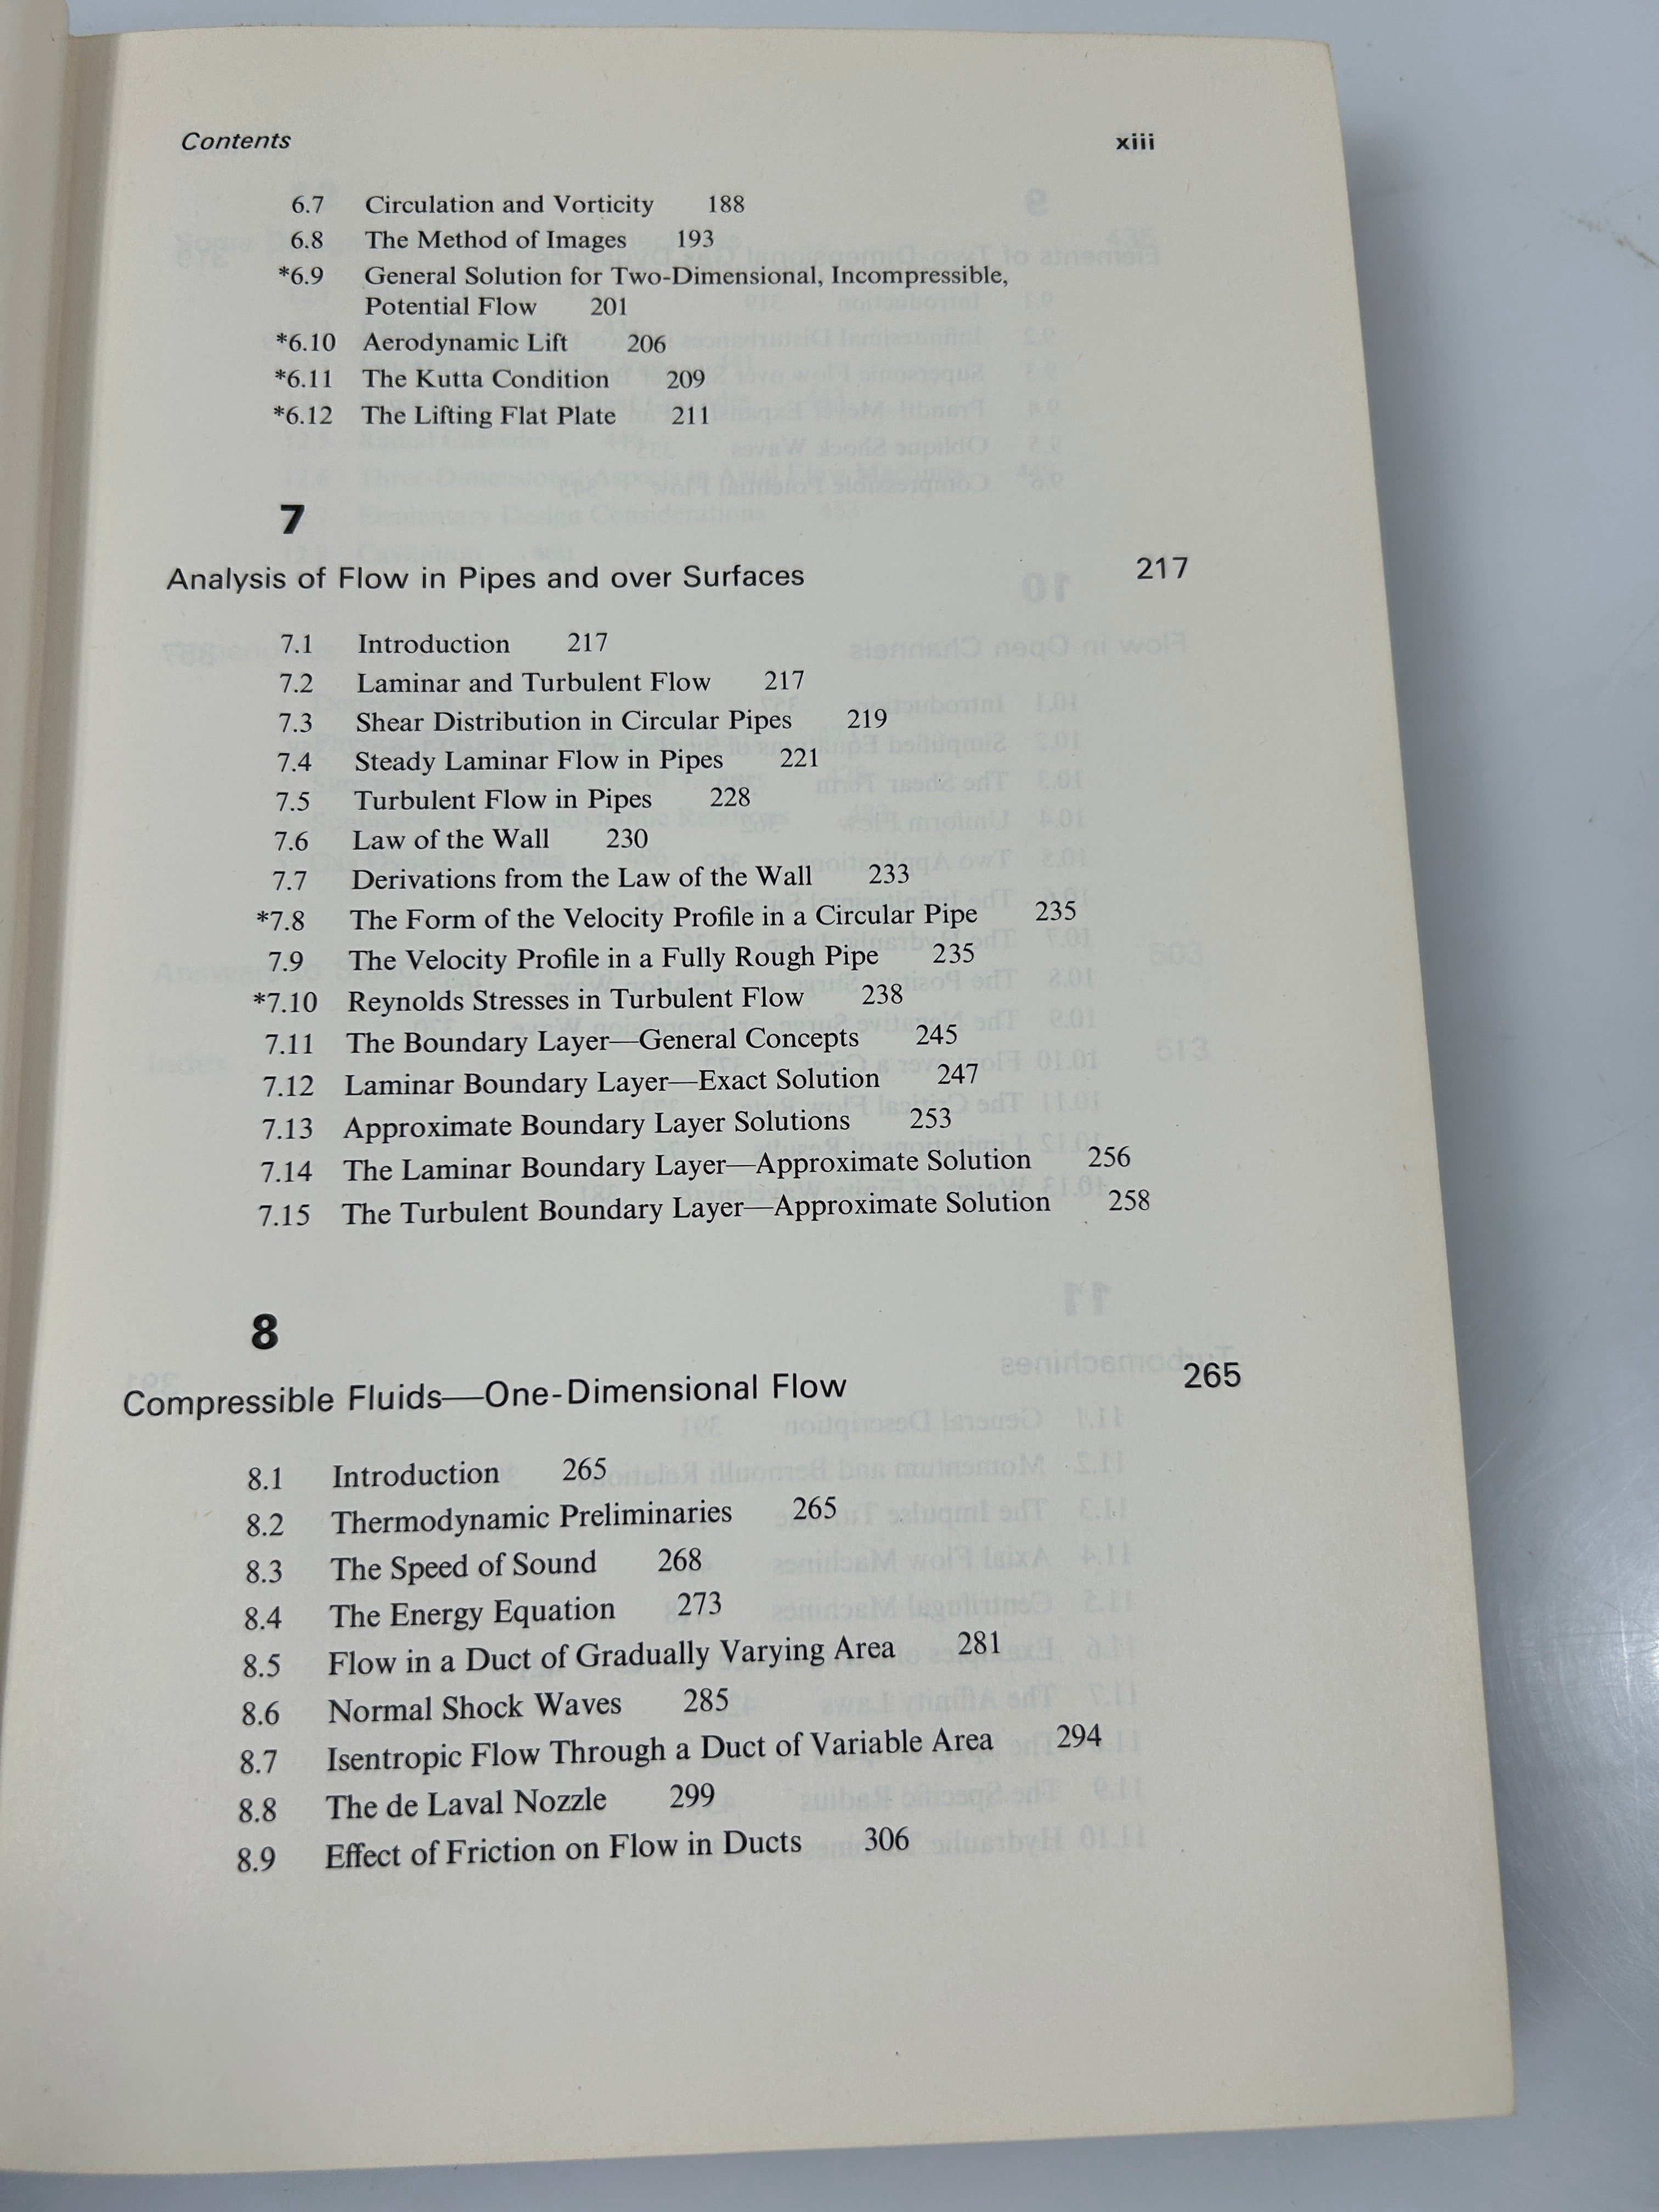 Contents xiii
6.7 Circulation and Vorticity 188
6.8 The Method of Images 193
*6.9 General Solution for Two-Dimensional, Incompressible,
Potential Flow 201
*6.10 Aerodynamic Lift 206
*6.11 The Kutta Condition 209
*6.12 The Lifting Flat Plate 211
7
Analysis of Flow in Pipes and over Surfaces 217
7.1 Introduction 217
7.2 Laminar and Turbulent Flow 217
7.3 Shear Distribution in Circular Pipes 219
7.4 Steady Laminar Flow in Pipes 221
7.5 Turbulent Flow in Pipes 228
7.6 Law of the Wall 230
7.7 Derivations from the Law of the Wall 233
*7.8 The Form of the Velocity Profile in a Circular Pipe 235
7.9 The Velocity Profile in a Fully Rough Pipe 235
*7.10 Reynolds Stresses in Turbulent Flow 238
7.11 The Boundary Layer—General Concepts 245
7.12 Laminar Boundary Layer—Exact Solution 247
7.13 Approximate Boundary Layer Solutions 253
7.14 The Laminar Boundary Layer—Approximate Solution 256
7.15 The Turbulent Boundary Layer—Approximate Solution 258
8
Compressible Fluids—One-Dimensional Flow 265
8.1 Introduction 265
8.2 Thermodynamic Preliminaries 265
8.3 The Speed of Sound 268
8.4 The Energy Equation 273
8.5 Flow in a Duct of Gradually Varying Area 281
8.6 Normal Shock Waves 285
8.7 Isentropic Flow Through a Duct of Variable Area 294
8.8 The de Laval Nozzle 299
8.9 Effect of Friction on Flow in Ducts 306